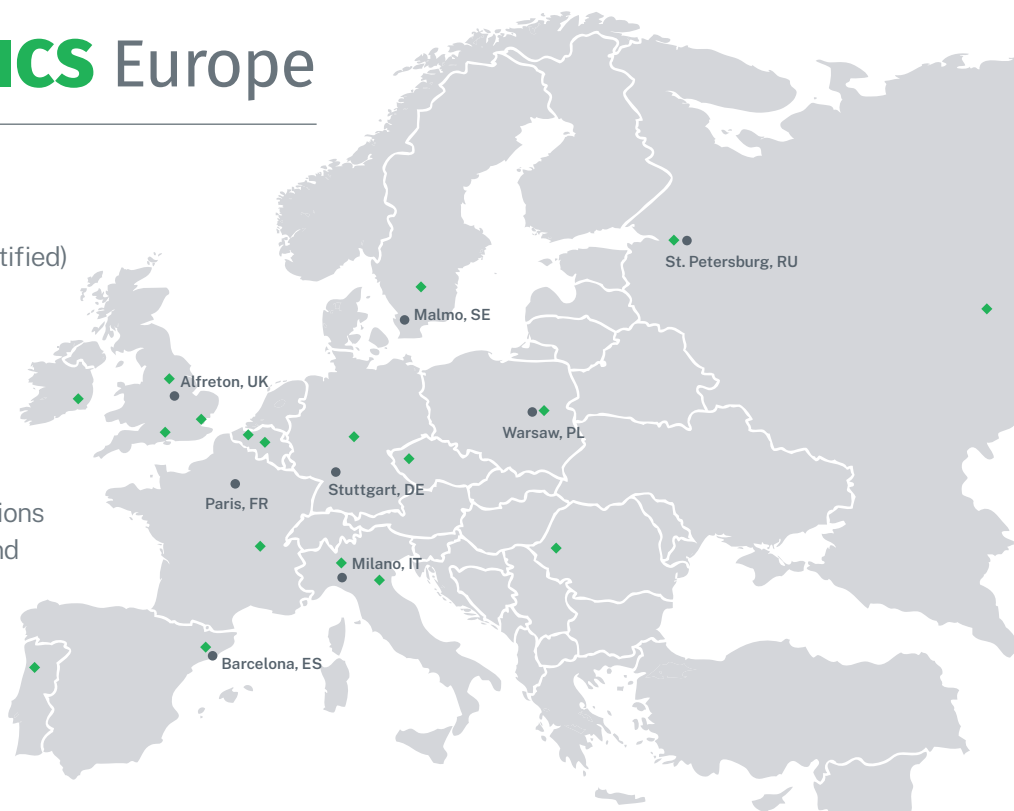 ICS Europe
tified)
St. Petersburg, RU
Malmo, SE
Alfreton, UK
Warsaw, PL
Stuttgart, DE
Paris, FR
ions
nd
Milano, IT
Barcelona, ES